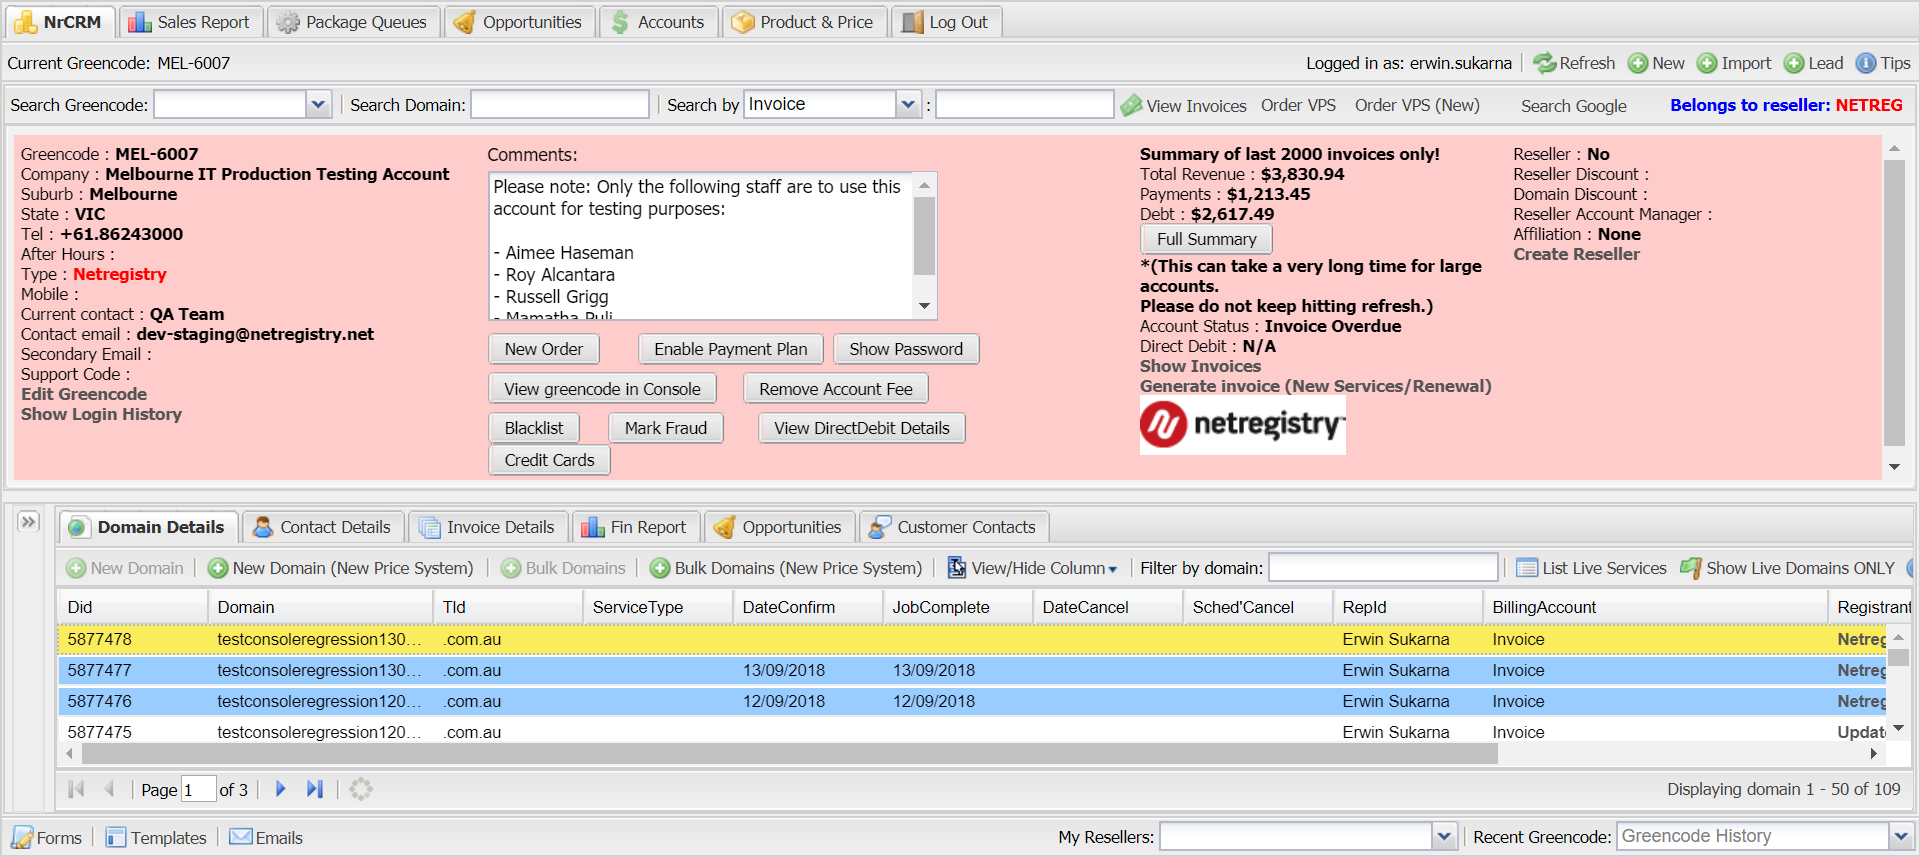 NrCRM Sales Report Package Queues Opportunities Accounts Product & Price Log Out
Current Greencode: MEL-6007 Logged in as: erwin.sukarna Refresh New Import Lead Tips
Search Greencode: Search Domain: Search by Invoice : View Invoices Order VPS Order VPS (New) Search Google Belongs to reseller: NETREG
Greencode : MEL-6007
Company : Melbourne IT Production Testing Account
Suburb : Melbourne
State : VIC
Tel : +61.86243000
After Hours :
Type : Netregistry
Mobile :
Current contact : QA Team
Contact email : dev-staging@netregistry.net
Secondary Email :
Support Code :
Edit Greencode
Show Login History
Comments:
Please note: Only the following staff are to use this
account for testing purposes:
- Aimee Haseman
- Roy Alcantara
- Russell Grigg
- Mamatha Puli
New Order Enable Payment Plan Show Password
View greencode in Console Remove Account Fee
Blacklist Mark Fraud View DirectDebit Details
Credit Cards
Summary of last 2000 invoices only!
Total Revenue : $3,830.94
Payments : $1,213.45
Debt : $2,617.49
Full Summary
*(This can take a very long time for large
accounts.
Please do not keep hitting refresh.)
Account Status : Invoice Overdue
Direct Debit : N/A
Show Invoices
Generate invoice (New Services/Renewal)
netregistry
Reseller : No
Reseller Discount :
Domain Discount :
Reseller Account Manager :
Affiliation : None
Create Reseller
Domain Details Contact Details Invoice Details Fin Report Opportunities Customer Contacts
New Domain New Domain (New Price System) Bulk Domains Bulk Domains (New Price System) View/Hide Column Filter by domain: List Live Services Show Live Domains ONLY
Did Domain Tld ServiceType DateConfirm JobComplete DateCancel Sched'Cancel RepId BillingAccount Registrant
5877478 testconsoleregression130... .com.au Erwin Sukarna Invoice Netreg
5877477 testconsoleregression130... .com.au 13/09/2018 13/09/2018 Erwin Sukarna Invoice Netreg
5877476 testconsoleregression120... .com.au 12/09/2018 12/09/2018 Erwin Sukarna Invoice Netreg
5877475 testconsoleregression120... .com.au Erwin Sukarna Invoice Updat
Page 1 of 3 Displaying domain 1 - 50 of 109
Forms Templates Emails My Resellers: Recent Greencode: Greencode History